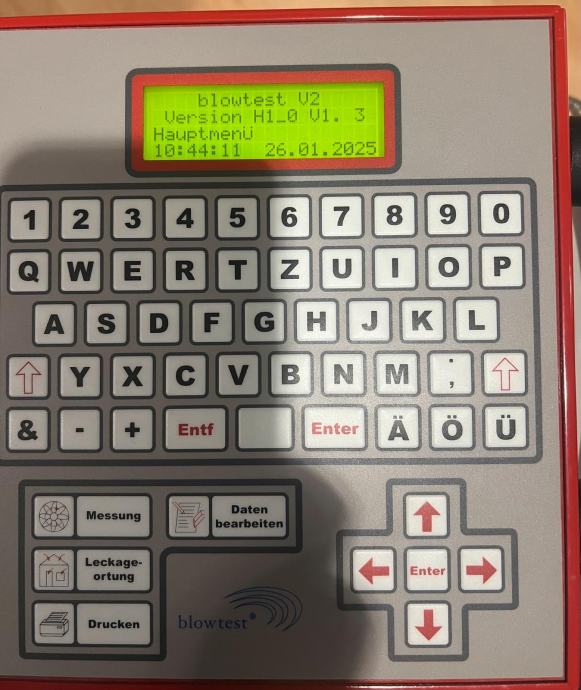 blowtest V2
Version H1_0 V1. 3
Hauptmenü
10:44:11 26.01.2025
1 2 3 4 5 6 7 8 9 0
Q W E R T Z U I O P
A S D F G H J K L
Y X C V B N M . ,
& - + Entf Enter Ä Ö Ü
Messung
Daten
bearbeiten
Leckage-
ortung
Enter
Drucken
blowtest